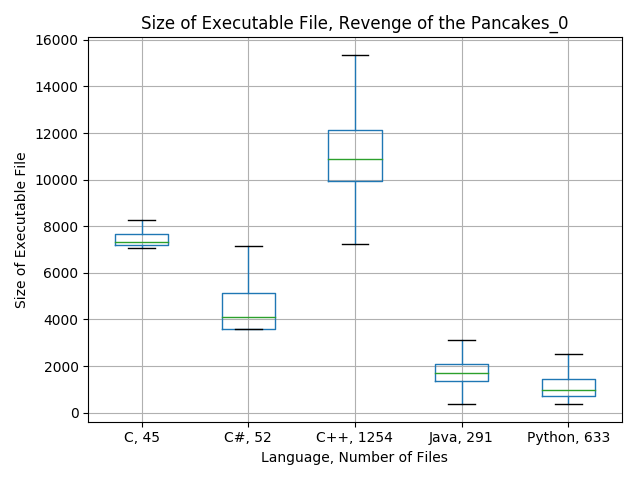 Size of Executable File, Revenge of the Pancakes_0
16000
14000
12000
10000
8000
6000
4000
2000
0
Size of Executable File
C, 45 C#, 52 C++, 1254 Java, 291 Python, 633
Language, Number of Files